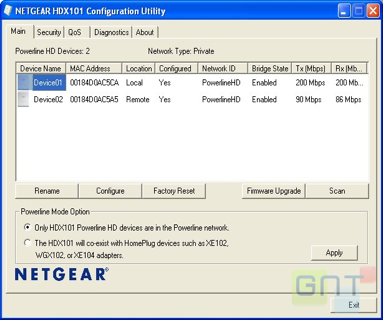 NETGEAR HDX101 Configuration Utility
Main Security QoS Diagnostics About
Powerline HD Devices: 2 Network Type: Private
Device Name MAC Address Location Configured Network ID Bridge State Tx (Mbps) Rx (Mbps)
Device01 00184D0AC5CA Local Yes PowerlineHD Enabled 200 Mbps 200 Mb...
Device02 00184D0AC5A5 Remote Yes PowerlineHD Enabled 90 Mbps 86 Mbps
Rename Configure Factory Reset Firmware Upgrade Scan
Powerline Mode Option
Only HDX101 Powerline HD devices are in the Powerline network.
The HDX101 will co-exist with HomePlug devices such as XE102,
WGX102, or XE104 adapters.
Apply
NETGEAR®
GNT
Exit